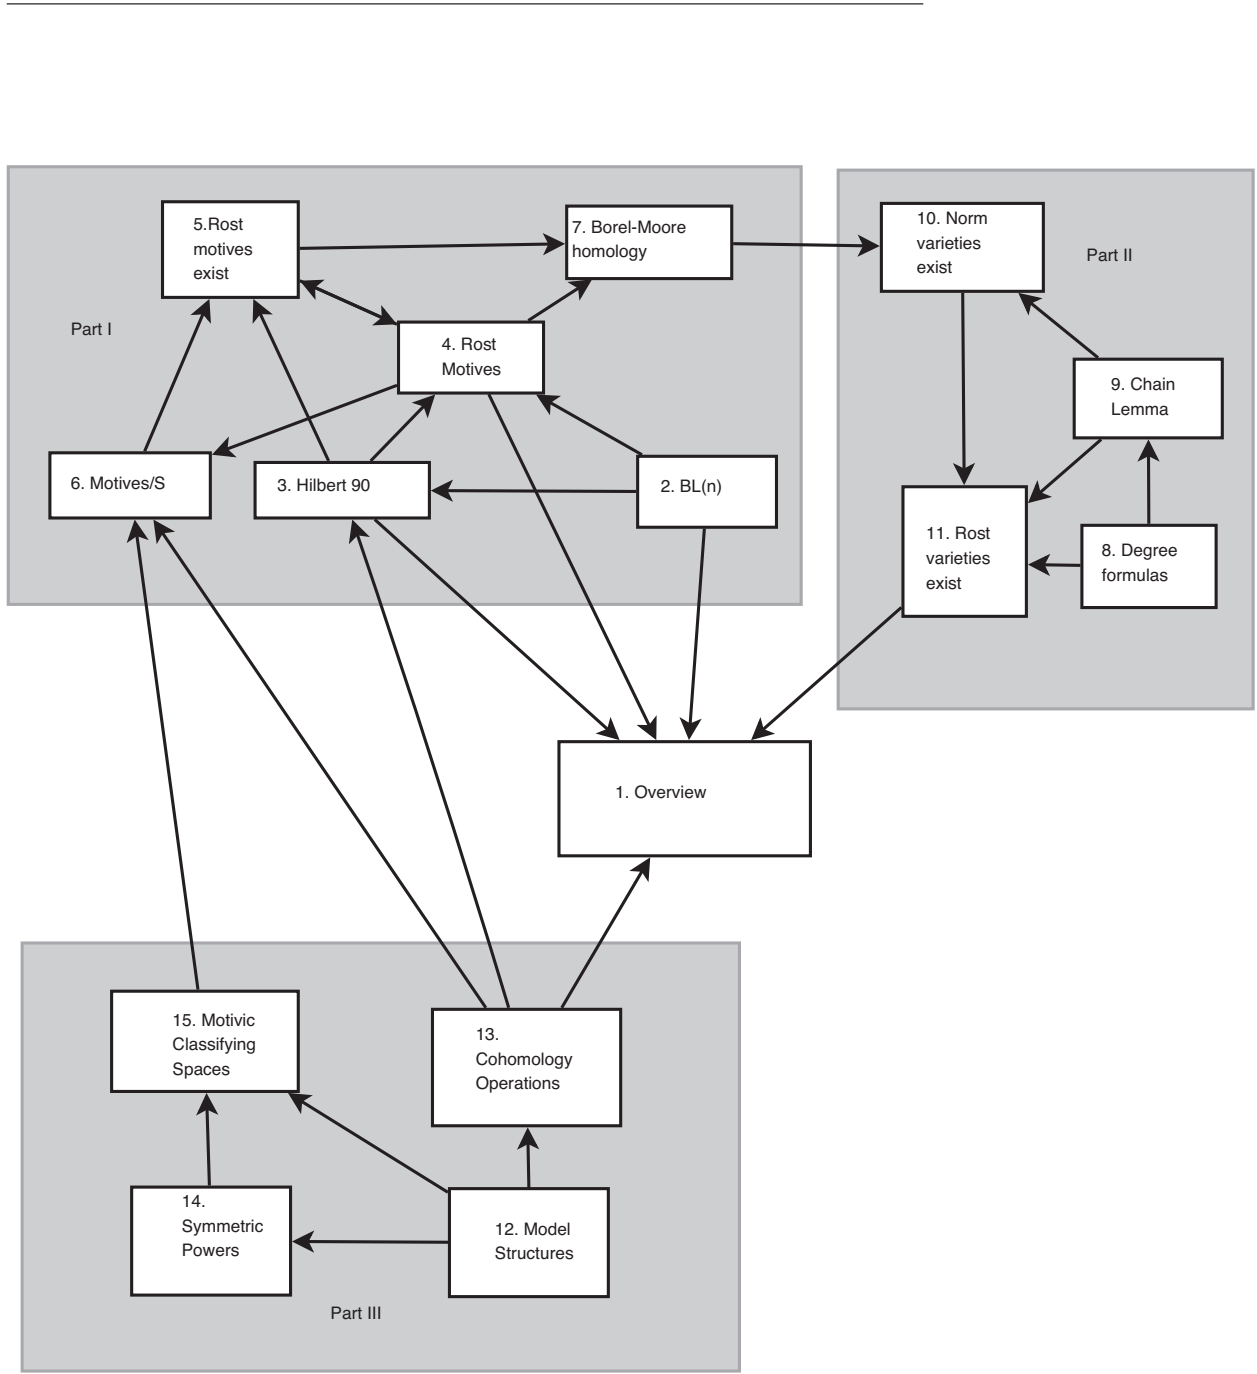 5.Rost
motives
exist
7. Borel-Moore
homology
10. Norm
varieties
exist
Part II
Part I
4. Rost
Motives
9. Chain
Lemma
6. Motives/S
3. Hilbert 90
2. BL(n)
11. Rost
varieties
exist
8. Degree
formulas
1. Overview
15. Motivic
Classifying
Spaces
13.
Cohomology
Operations
14.
Symmetric
Powers
12. Model
Structures
Part III